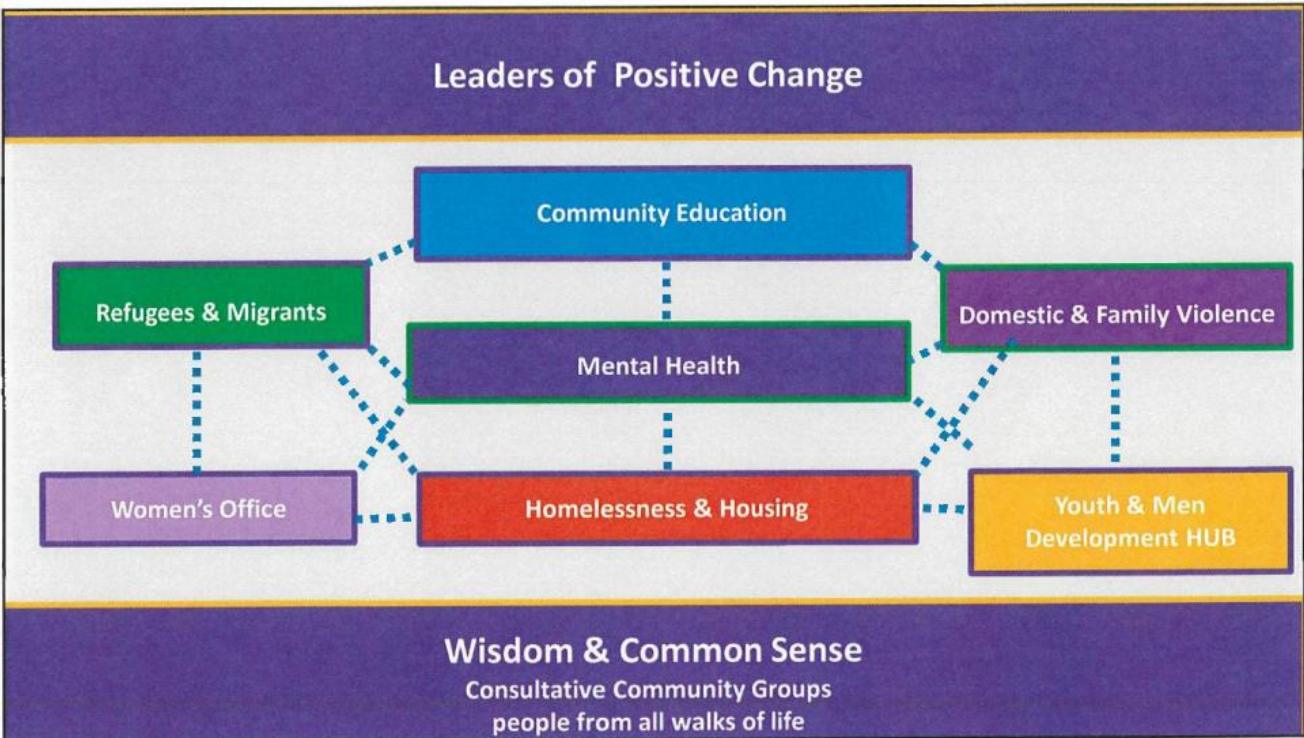 Leaders of Positive Change
Community Education
Refugees & Migrants
Domestic & Family Violence
Mental Health
Women's Office
Homelessness & Housing
Youth & Men
Development HUB
Wisdom & Common Sense
Consultative Community Groups
people from all walks of life